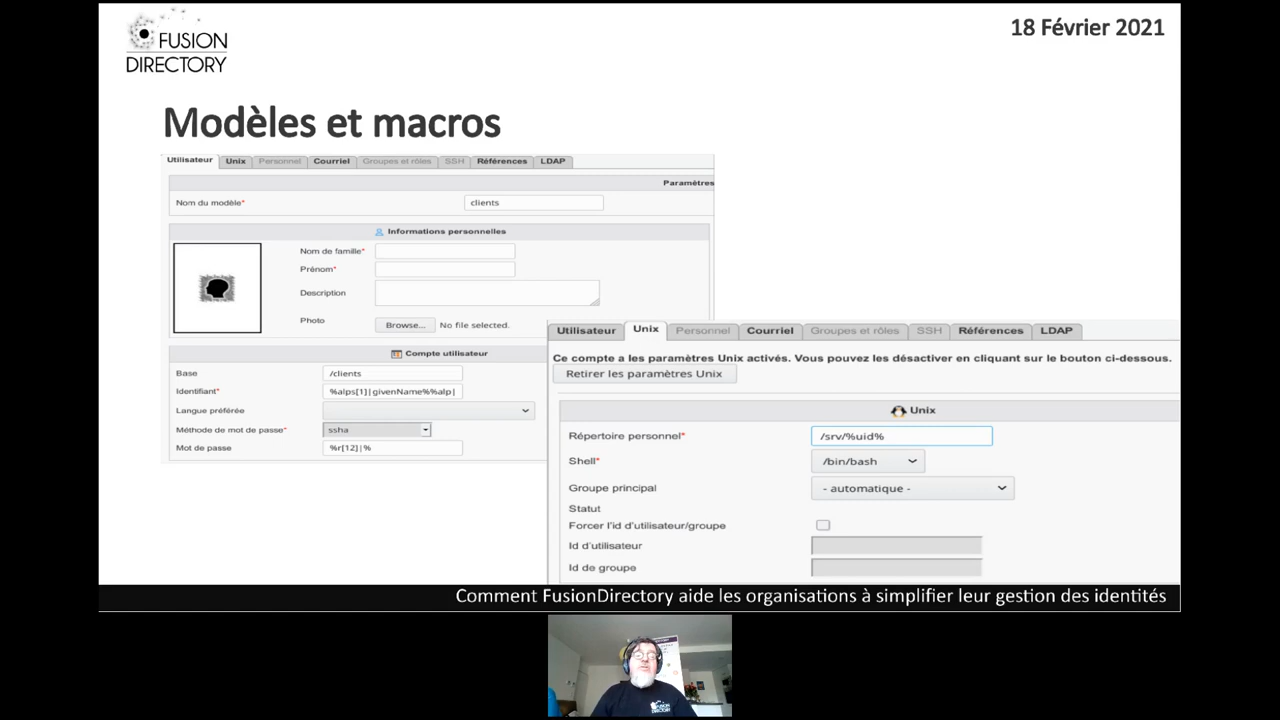 FUSION
DIRECTORY
18 Février 2021
Modèles et macros
Utilisateur Unix Personnel Courriel Groupes et rôles SSH Références LDAP
Paramètres
Nom du modèle* clients
Informations personnelles
Nom de famille*
Prénom*
Description
Photo Browse... No file selected.
Compte utilisateur
Base /clients
Identifiant* %alps[1]|givenName%%alp|
Langue préférée
Méthode de mot de passe* ssha
Mot de passe %r[12]|%
Utilisateur Unix Personnel Courriel Groupes et rôles SSH Références LDAP
Ce compte a les paramètres Unix activés. Vous pouvez les désactiver en cliquant sur le bouton ci-dessous.
Retirer les paramètres Unix
Unix
Répertoire personnel* /srv/%uid%
Shell* /bin/bash
Groupe principal - automatique -
Statut
Forcer l'id d'utilisateur/groupe
Id d'utilisateur
Id de groupe
Comment FusionDirectory aide les organisations à simplifier leur gestion des identités
FUSION
DIRECTORY